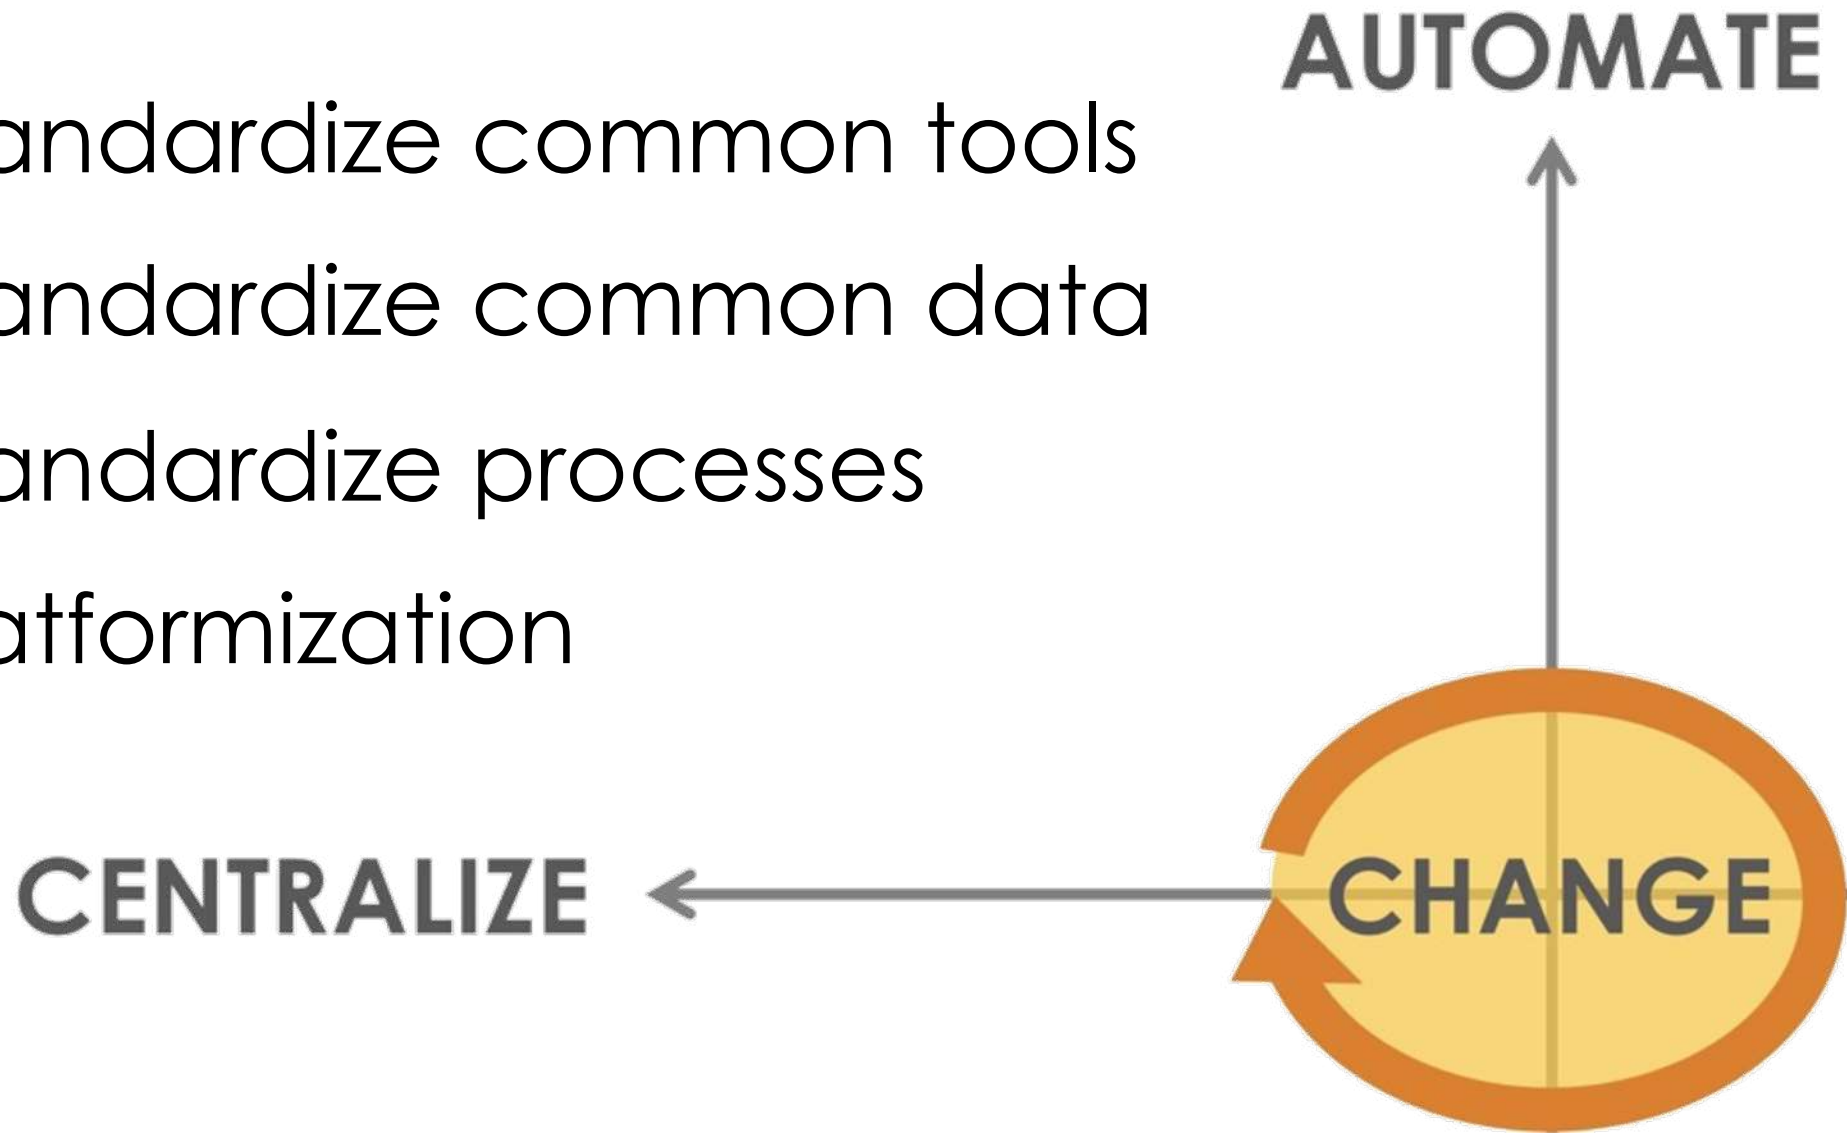 AUTOMATE
andardize common tools
andardize common data
andardize processes
atformization
CENTRALIZE
CHANGE